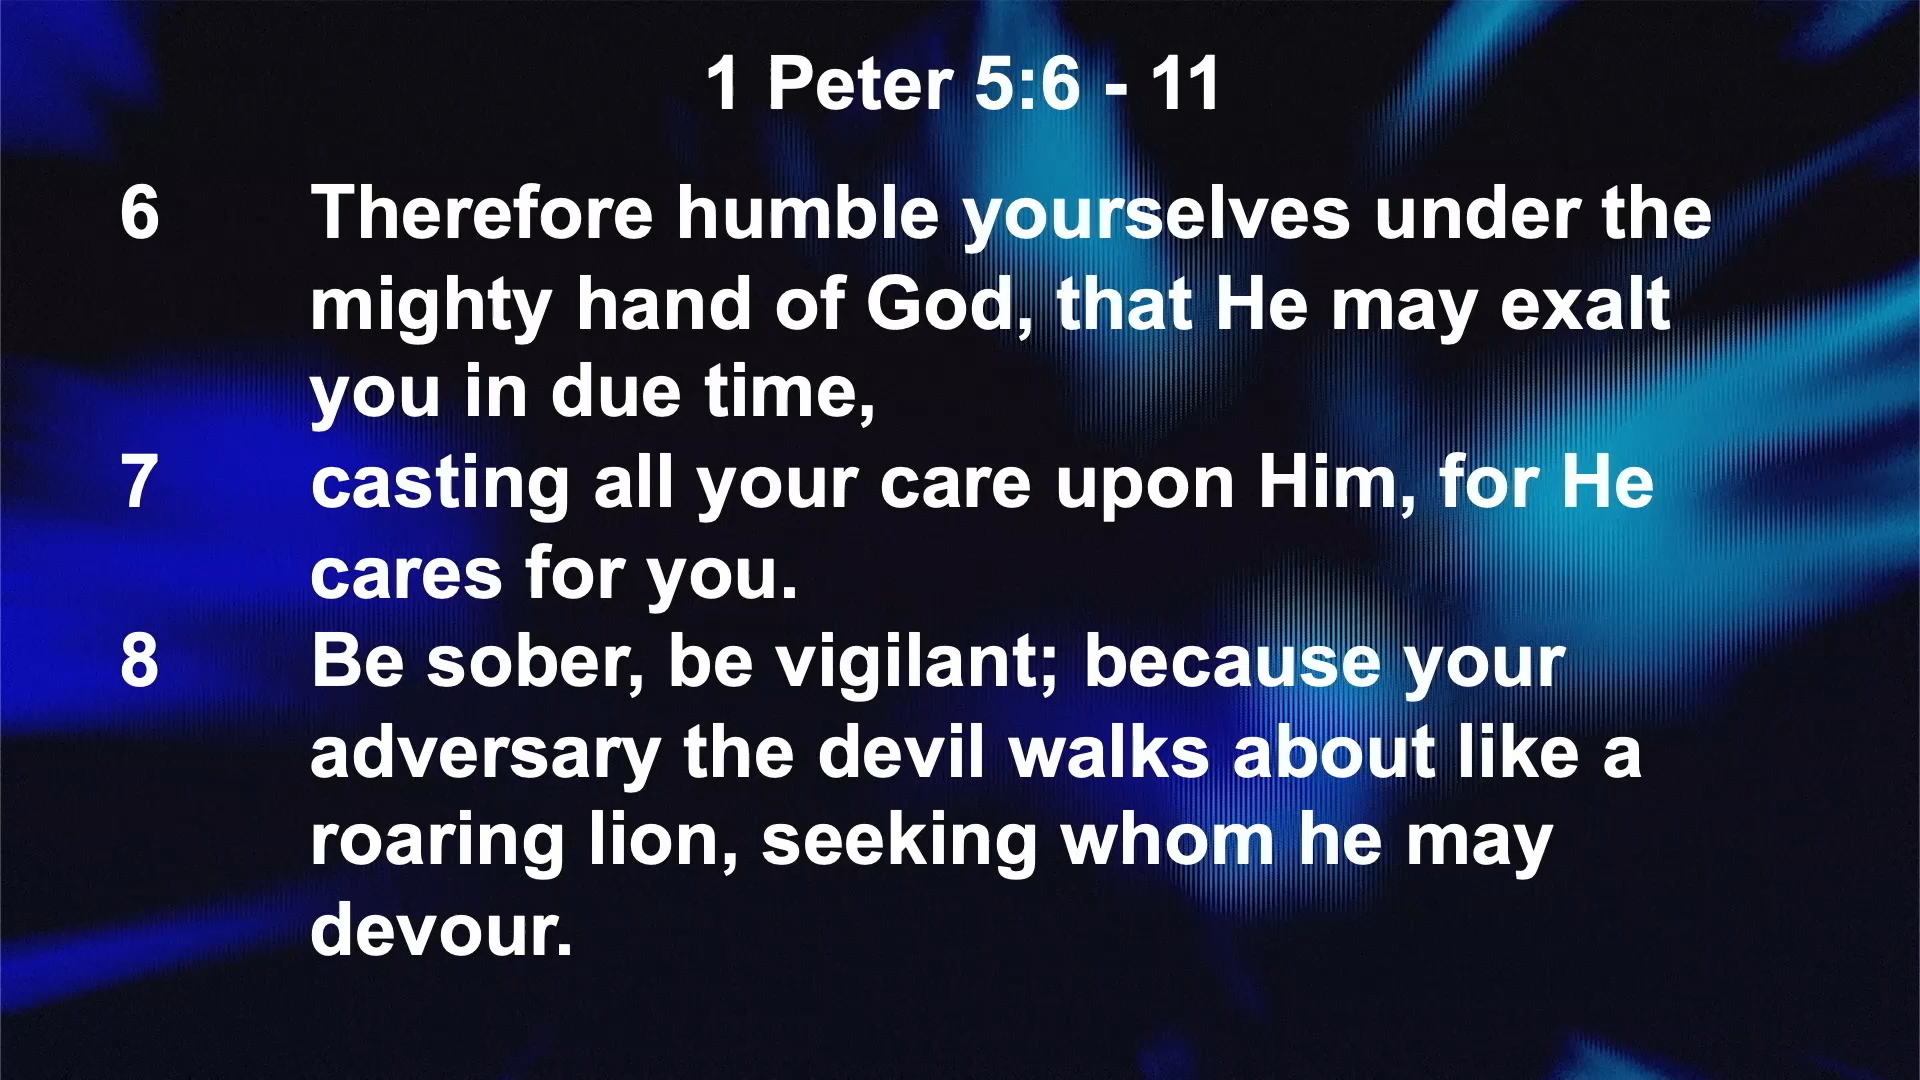 1 Peter 5:6 - 11
6 Therefore humble yourselves under the
mighty hand of God, that He may exalt
you in due time,
7 casting all your care upon Him, for He
cares for you.
8 Be sober, be vigilant; because your
adversary the devil walks about like a
roaring lion, seeking whom he may
devour.